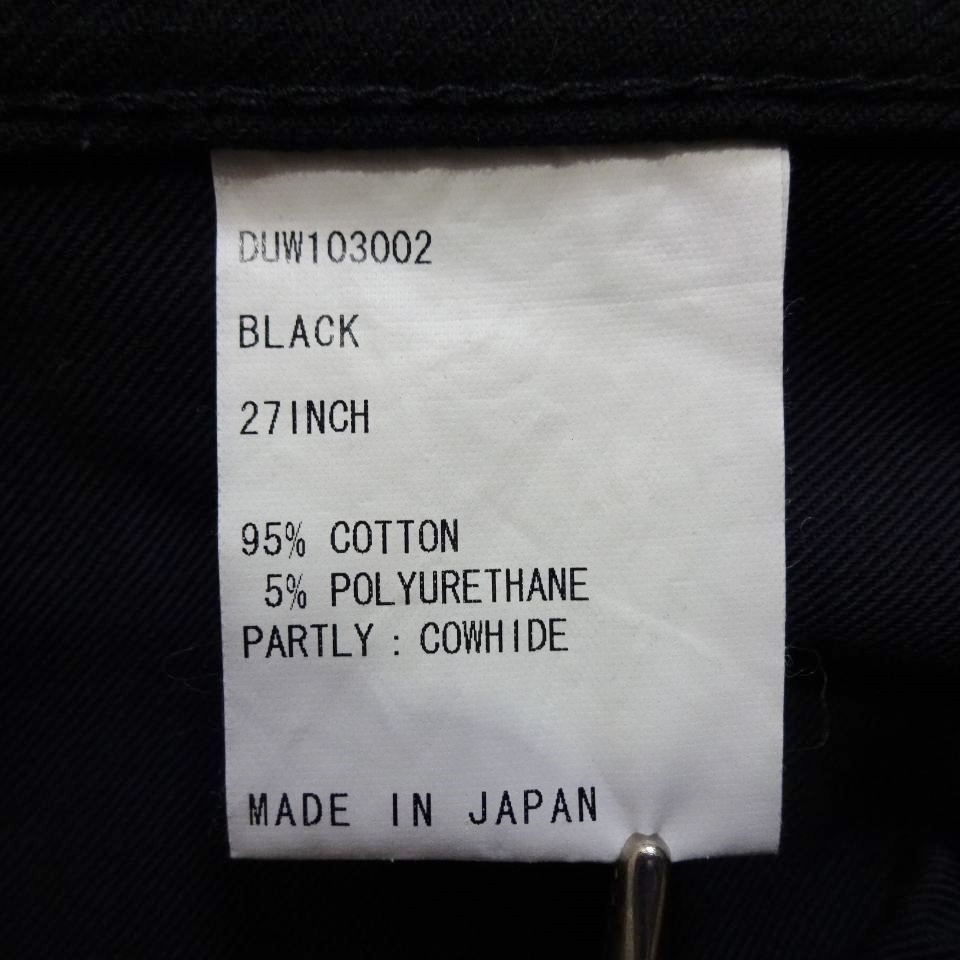 DUW103002
BLACK
27INCH
95% COTTON
5% POLYURETHANE
PARTLY : COWHIDE
MADE IN JAPAN